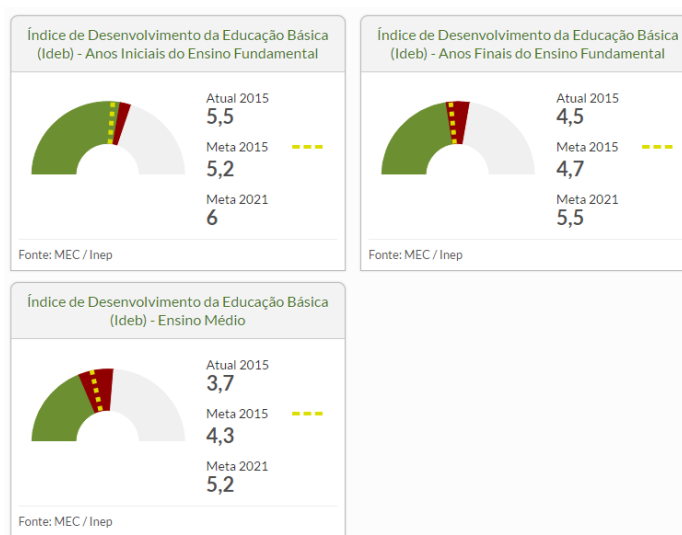 Índice de Desenvolvimento da Educação Básica
(Ideb) - Anos Iniciais do Ensino Fundamental
Atual 2015
5,5
Meta 2015
5,2
Meta 2021
6
Fonte: MEC / Inep
Índice de Desenvolvimento da Educação Básica
(Ideb) - Anos Finais do Ensino Fundamental
Atual 2015
4,5
Meta 2015
4,7
Meta 2021
5,5
Fonte: MEC / Inep
Índice de Desenvolvimento da Educação Básica
(Ideb) - Ensino Médio
Atual 2015
3,7
Meta 2015
4,3
Meta 2021
5,2
Fonte: MEC / Inep